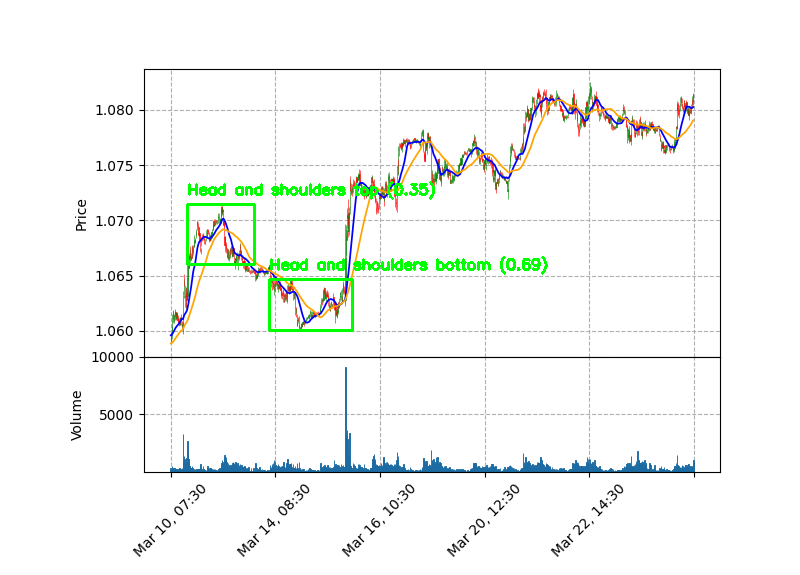 1.080
1.075
Head and shoulders top (0.35)
1.070
Price
Head and shoulders bottom (0.69)
1.065
1.060
10000
5000
Volume
Mar 10, 07:30
Mar 14, 08:30
Mar 16, 10:30
Mar 20, 12:30
Mar 22, 14:30